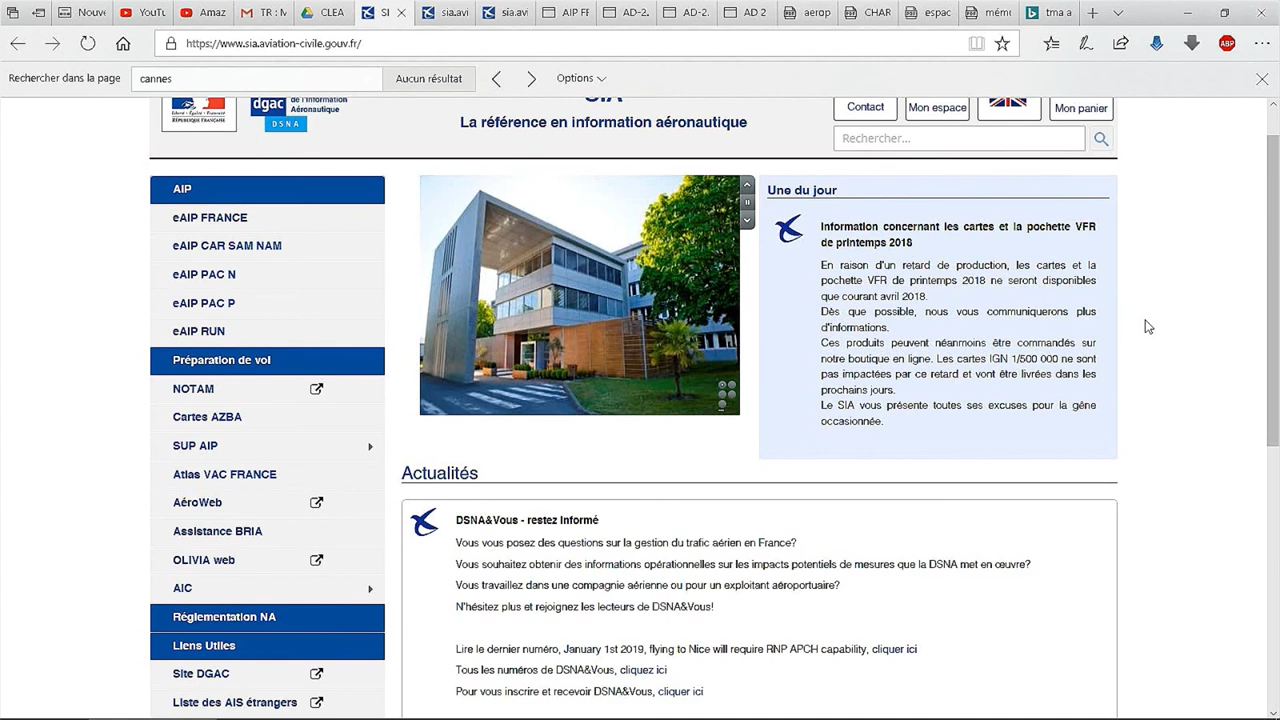 Nouve
YouTu
Amaz
TR : M
CLEA
SI
sia.avi
sia.avi
AIP FF
AD-2.
AD-2.
AD 2
aerop
CHAR
espac
mémo
tma a
https://www.sia.aviation-civile.gouv.fr/
ABP
Rechercher dans la page
cannes
Aucun résultat
Options
Liberté • Égalité • Fraternité
RÉPUBLIQUE FRANÇAISE
dgac
DSNA
de l'Information
Aéronautique
SIA
La référence en information aéronautique
Contact
Mon espace
Mon panier
Rechercher...
AIP
eAIP FRANCE
eAIP CAR SAM NAM
eAIP PAC N
eAIP PAC P
eAIP RUN
Préparation de vol
NOTAM
Cartes AZBA
SUP AIP
Atlas VAC FRANCE
AéroWeb
Assistance BRIA
OLIVIA web
AIC
Réglementation NA
Liens Utiles
Site DGAC
Liste des AIS étrangers
Une du jour
Information concernant les cartes et la pochette VFR
de printemps 2018
En raison d'un retard de production, les cartes et la
pochette VFR de printemps 2018 ne seront disponibles
que courant avril 2018.
Dès que possible, nous vous communiquerons plus
d'informations.
Ces produits peuvent néanmoins être commandés sur
notre boutique en ligne. Les cartes IGN 1/500 000 ne sont
pas impactées par ce retard et vont être livrées dans les
prochains jours.
Le SIA vous présente toutes ses excuses pour la gêne
occasionnée.
Actualités
DSNA&Vous - restez informé
Vous vous posez des questions sur la gestion du trafic aérien en France?
Vous souhaitez obtenir des informations opérationnelles sur les impacts potentiels de mesures que la DSNA met en œuvre?
Vous travaillez dans une compagnie aérienne ou pour un exploitant aéroportuaire?
N'hésitez plus et rejoignez les lecteurs de DSNA&Vous!
Lire le dernier numéro, January 1st 2019, flying to Nice will require RNP APCH capability, cliquer ici
Tous les numéros de DSNA&Vous, cliquez ici
Pour vous inscrire et recevoir DSNA&Vous, cliquer ici